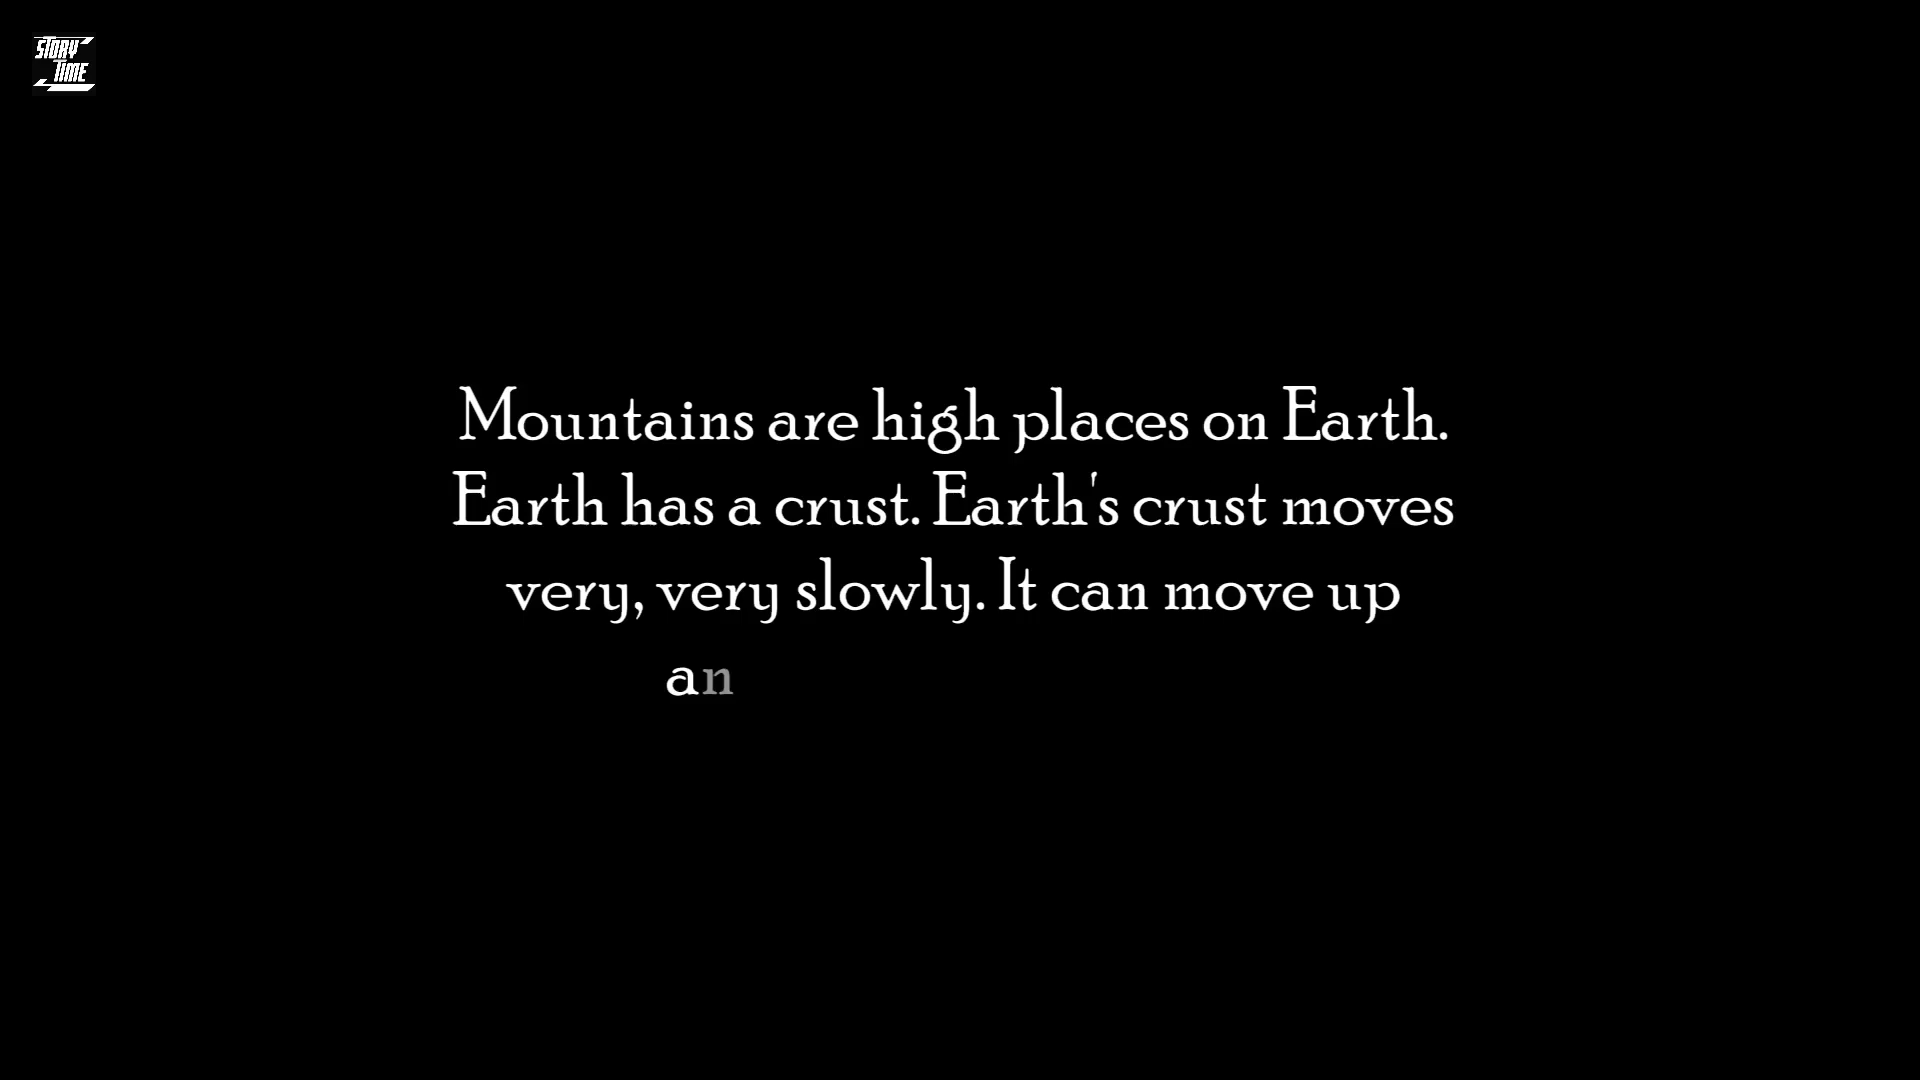 STORY
TIME
Mountains are high places on Earth.
Earth has a crust. Earth's crust moves
very, very slowly. It can move up
an